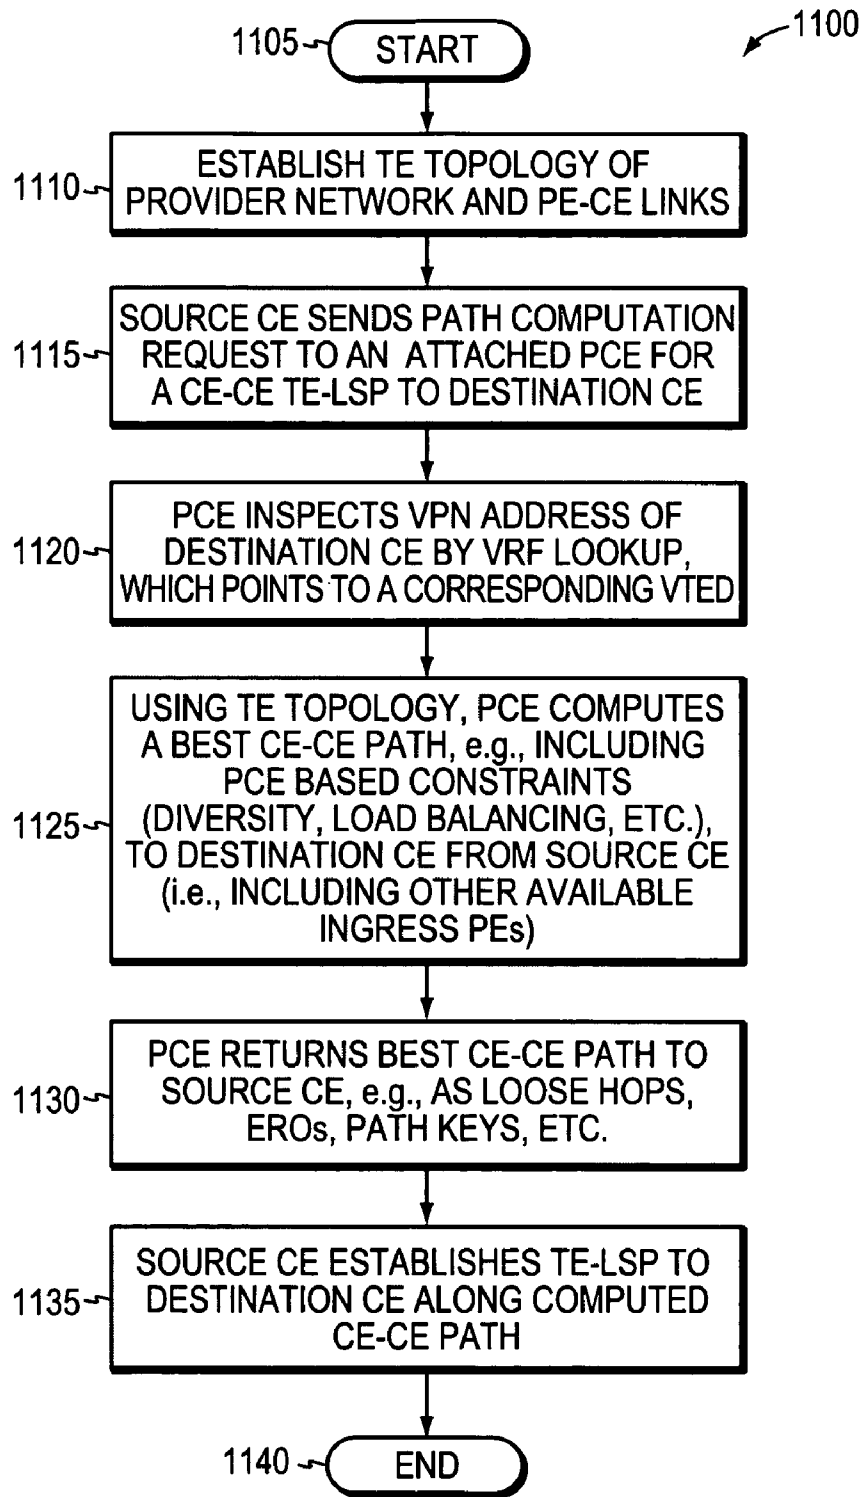 1100
1105
START
1110
ESTABLISH TE TOPOLOGY OF
PROVIDER NETWORK AND PE-CE LINKS
1115
SOURCE CE SENDS PATH COMPUTATION
REQUEST TO AN ATTACHED PCE FOR
A CE-CE TE-LSP TO DESTINATION CE
1120
PCE INSPECTS VPN ADDRESS OF
DESTINATION CE BY VRF LOOKUP,
WHICH POINTS TO A CORRESPONDING VTED
1125
USING TE TOPOLOGY, PCE COMPUTES
A BEST CE-CE PATH, e.g., INCLUDING
PCE BASED CONSTRAINTS
(DIVERSITY, LOAD BALANCING, ETC.),
TO DESTINATION CE FROM SOURCE CE
(i.e., INCLUDING OTHER AVAILABLE
INGRESS PEs)
1130
PCE RETURNS BEST CE-CE PATH TO
SOURCE CE, e.g., AS LOOSE HOPS,
EROs, PATH KEYS, ETC.
1135
SOURCE CE ESTABLISHES TE-LSP TO
DESTINATION CE ALONG COMPUTED
CE-CE PATH
1140
END